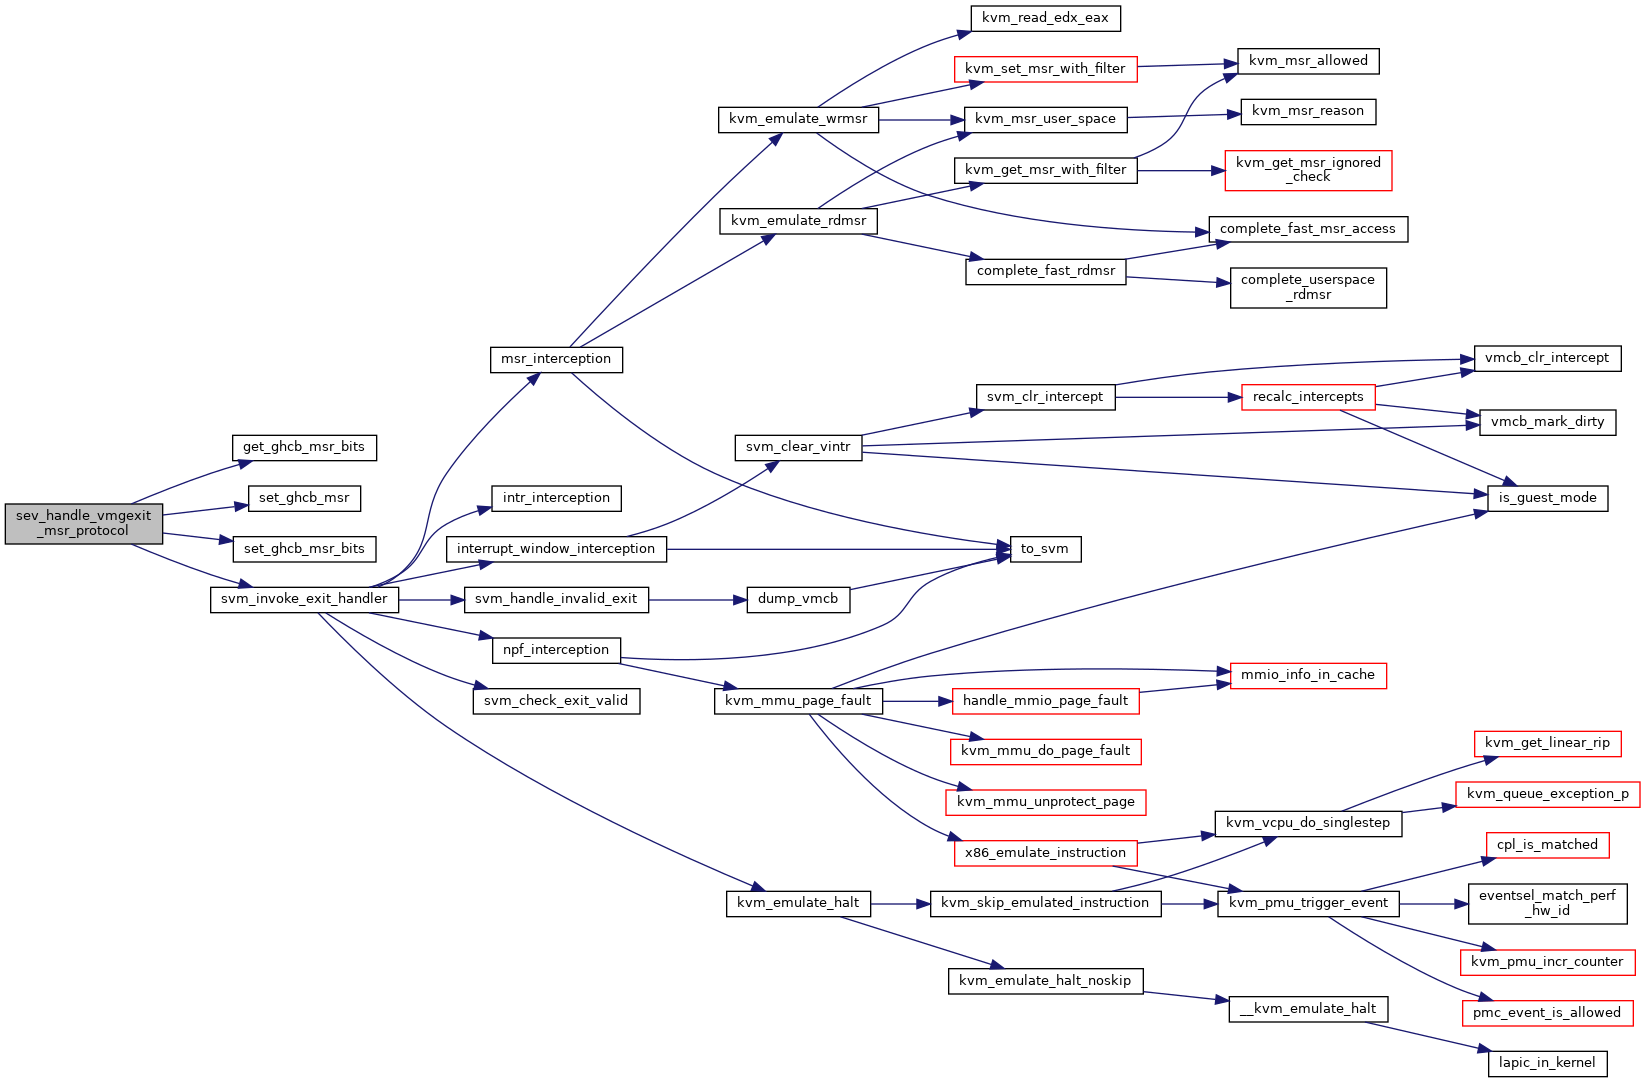 kvm_read_edx_eax
kvm_set_msr_with_filter
kvm_msr_allowed
kvm_emulate_wrmsr
kvm_msr_user_space
kvm_msr_reason
kvm_get_msr_with_filter
kvm_get_msr_ignored
_check
kvm_emulate_rdmsr
complete_fast_msr_access
complete_fast_rdmsr
complete_userspace
_rdmsr
msr_interception
vmcb_clr_intercept
svm_clr_intercept
recalc_intercepts
vmcb_mark_dirty
get_ghcb_msr_bits
svm_clear_vintr
set_ghcb_msr
intr_interception
is_guest_mode
sev_handle_vmgexit
_msr_protocol
set_ghcb_msr_bits
interrupt_window_interception
to_svm
svm_invoke_exit_handler
svm_handle_invalid_exit
dump_vmcb
npf_interception
mmio_info_in_cache
svm_check_exit_valid
kvm_mmu_page_fault
handle_mmio_page_fault
kvm_mmu_do_page_fault
kvm_get_linear_rip
kvm_mmu_unprotect_page
kvm_queue_exception_p
kvm_vcpu_do_singlestep
x86_emulate_instruction
cpl_is_matched
kvm_emulate_halt
kvm_skip_emulated_instruction
kvm_pmu_trigger_event
eventsel_match_perf
_hw_id
kvm_pmu_incr_counter
kvm_emulate_halt_noskip
__kvm_emulate_halt
pmc_event_is_allowed
lapic_in_kernel